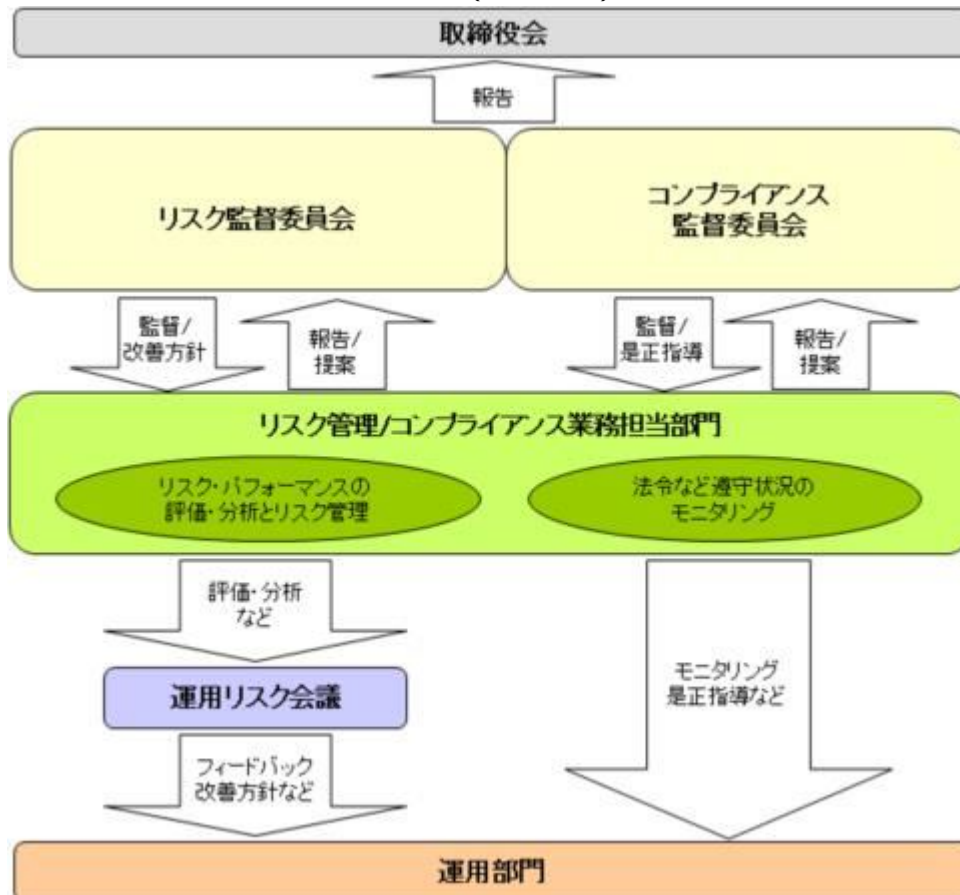 取締役会
報告
リスク監督委員会
コンプライアンス
監督委員会
監督/
改善方針
報告/
提案
監督/
是正指導
報告/
提案
リスク管理/コンプライアンス業務担当部門
リスク・パフォーマンスの
評価・分析とリスク管理
法令など遵守状況の
モニタリング
評価・分析
など
運用リスク会議
モニタリング
是正指導など
フィードバック
改善方針など
運用部門